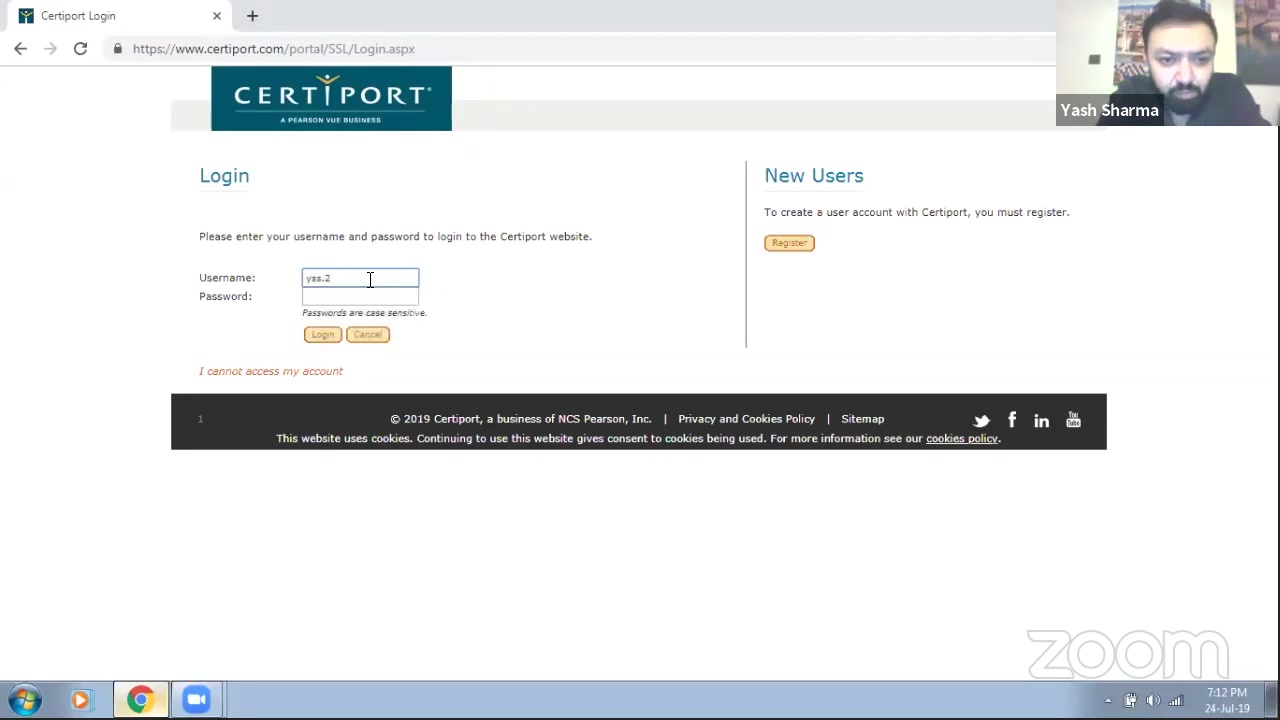 Certiport Login
https://www.certiport.com/portal/SSL/Login.aspx
CERTIPORT
A PEARSON VUE BUSINESS
Yash Sharma
Login
Please enter your username and password to login to the Certiport website.
Username:
yss.2
Password:
Passwords are case sensitive.
Login Cancel
I cannot access my account
New Users
To create a user account with Certiport, you must register.
Register
1
© 2019 Certiport, a business of NCS Pearson, Inc. | Privacy and Cookies Policy | Sitemap
This website uses cookies. Continuing to use this website gives consent to cookies being used. For more information see our cookies policy.
You Tube
zoom
7:12 PM
24-Jul-19